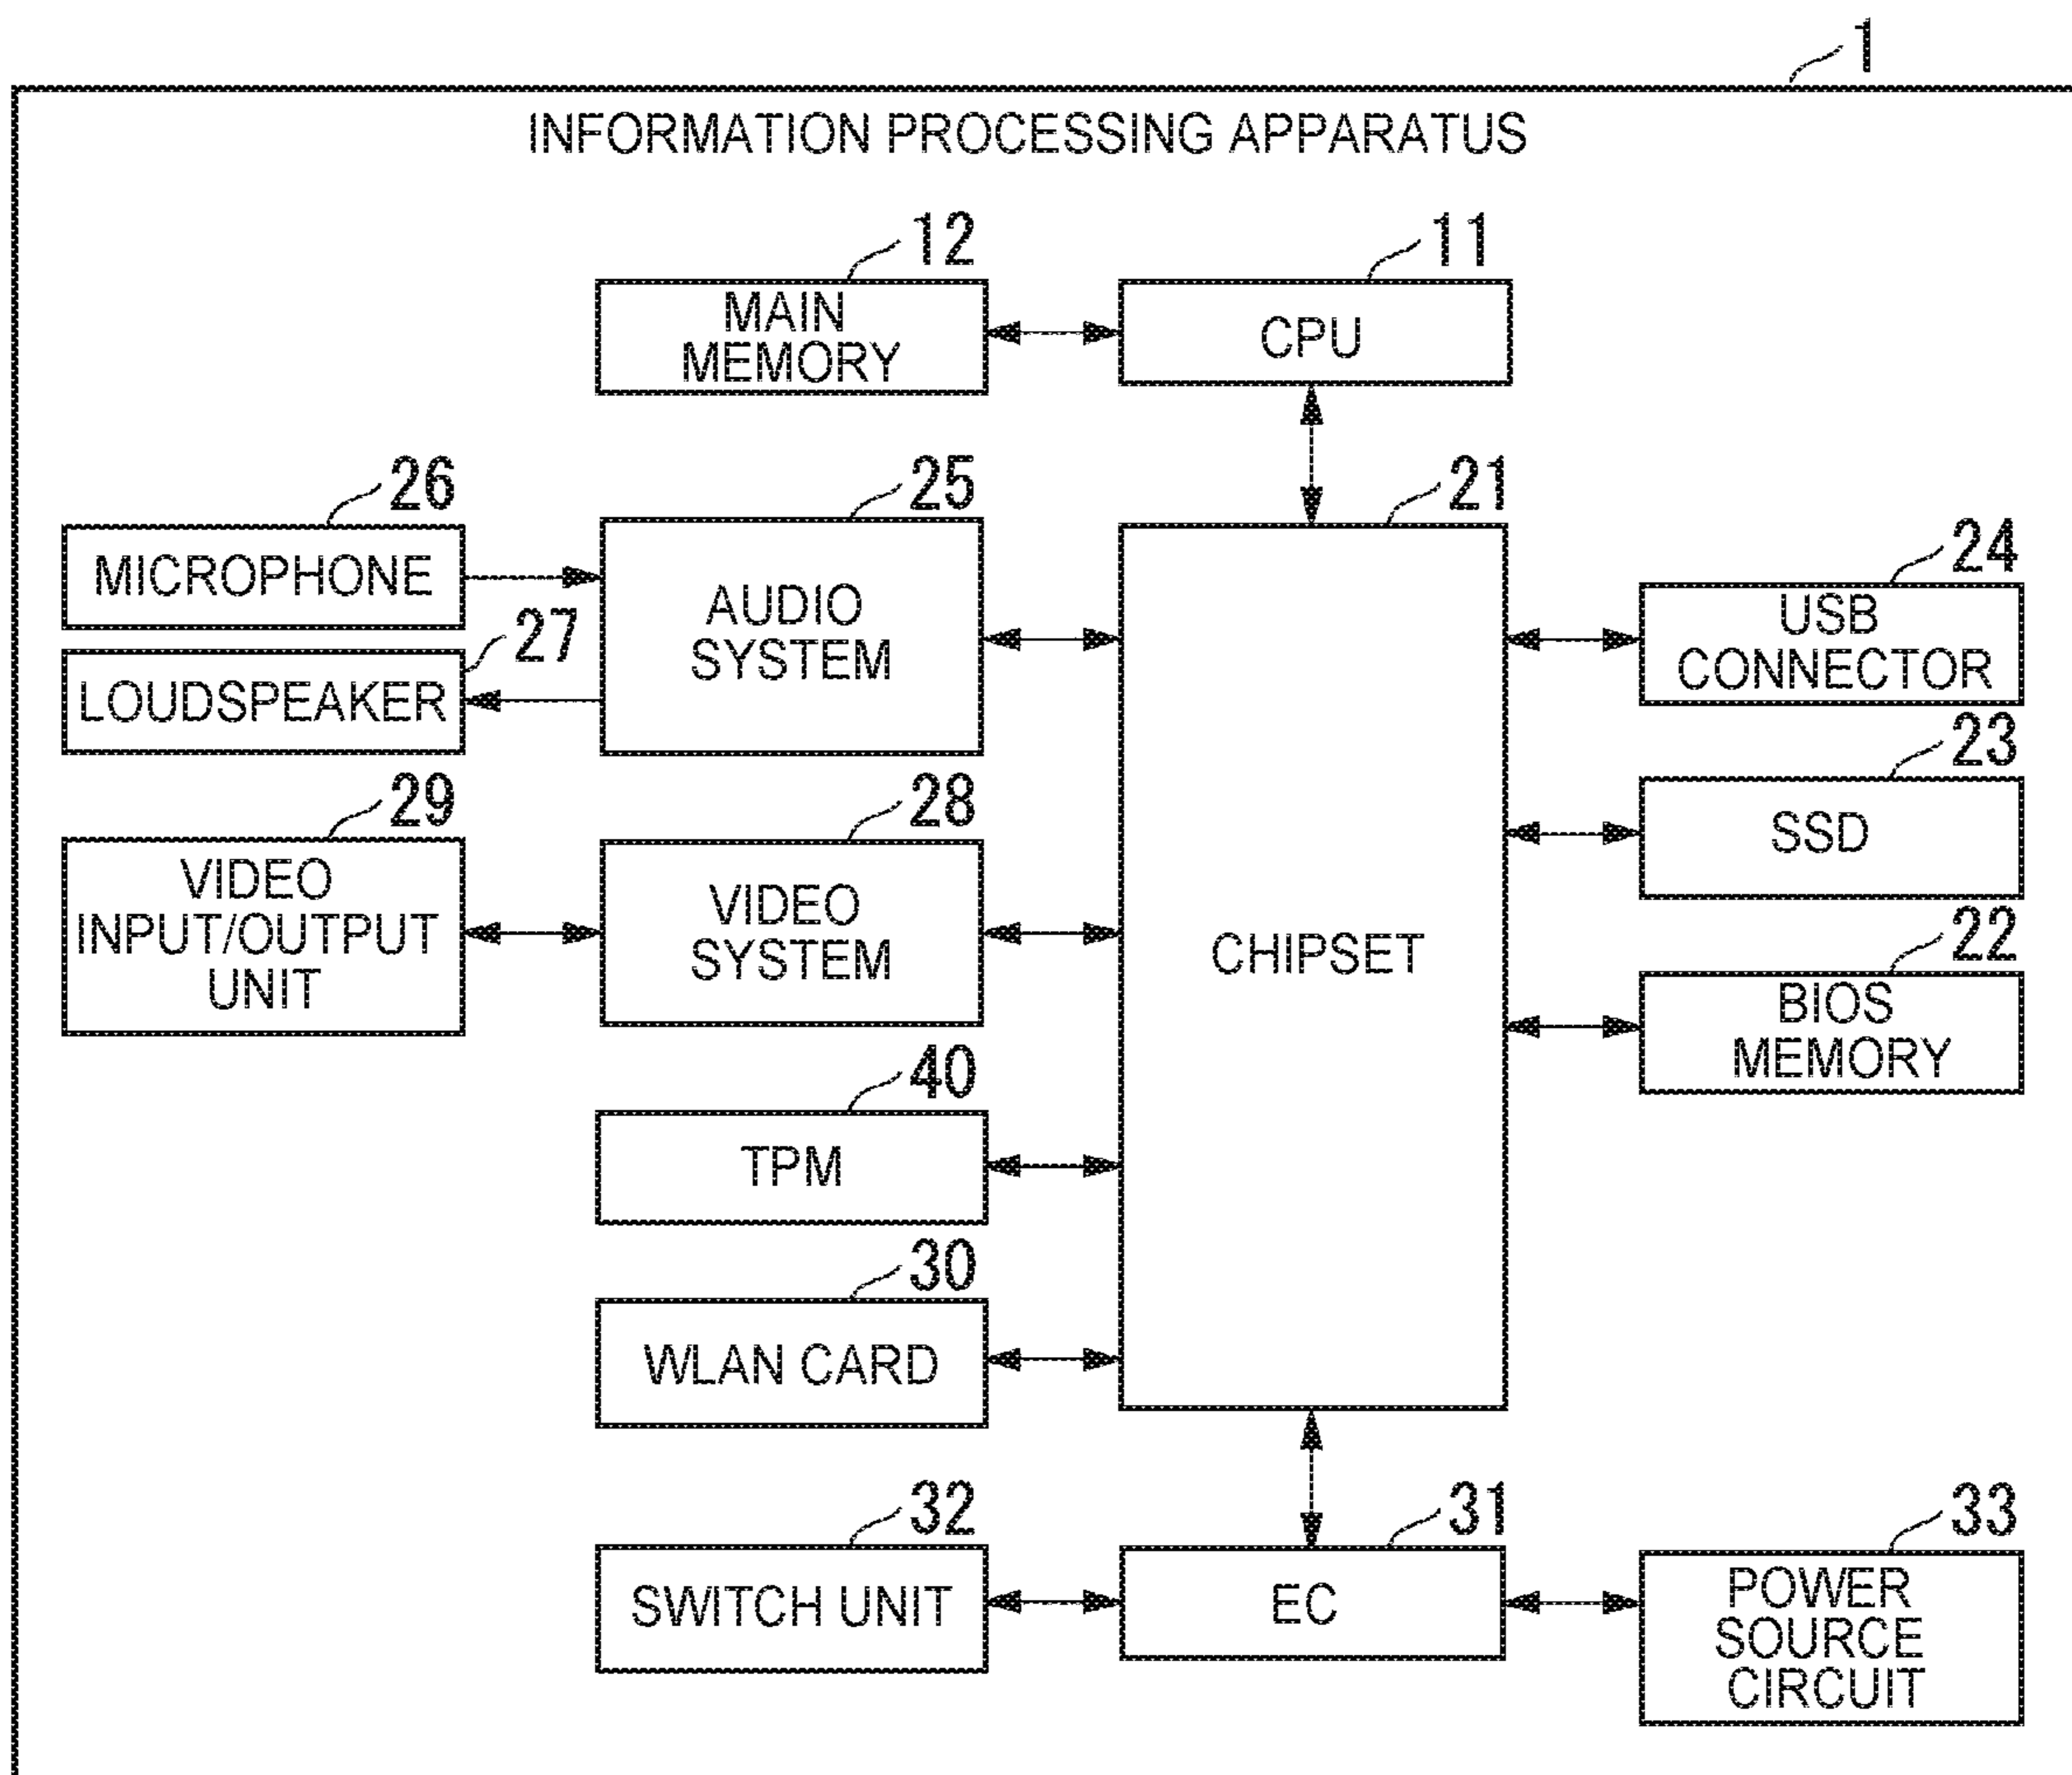 1
INFORMATION PROCESSING APPARATUS
12
11
MAIN
MEMORY
CPU
26
25
21
24
MICROPHONE
AUDIO
SYSTEM
USB
CONNECTOR
27
LOUDSPEAKER
23
SSD
29
28
VIDEO
INPUT/OUTPUT
UNIT
VIDEO
SYSTEM
CHIPSET
22
BIOS
MEMORY
40
TPM
30
WLAN CARD
32
31
33
SWITCH UNIT
EC
POWER
SOURCE
CIRCUIT